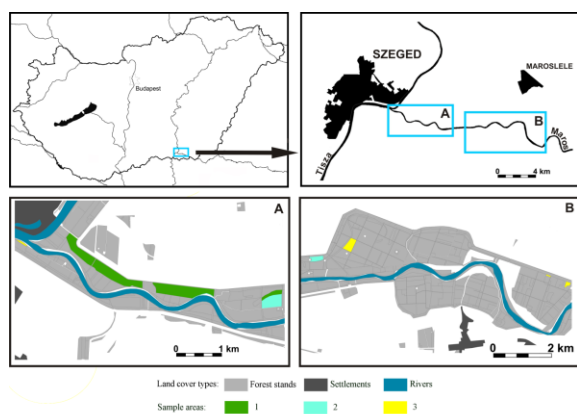 Budapest
SZEGED
MAROSLELE
A
B
Tisza
Maros
0 4 km
A
0 1 km
B
0 2 km
Land cover types: Forest stands Settlements Rivers
Sample areas: 1 2 3